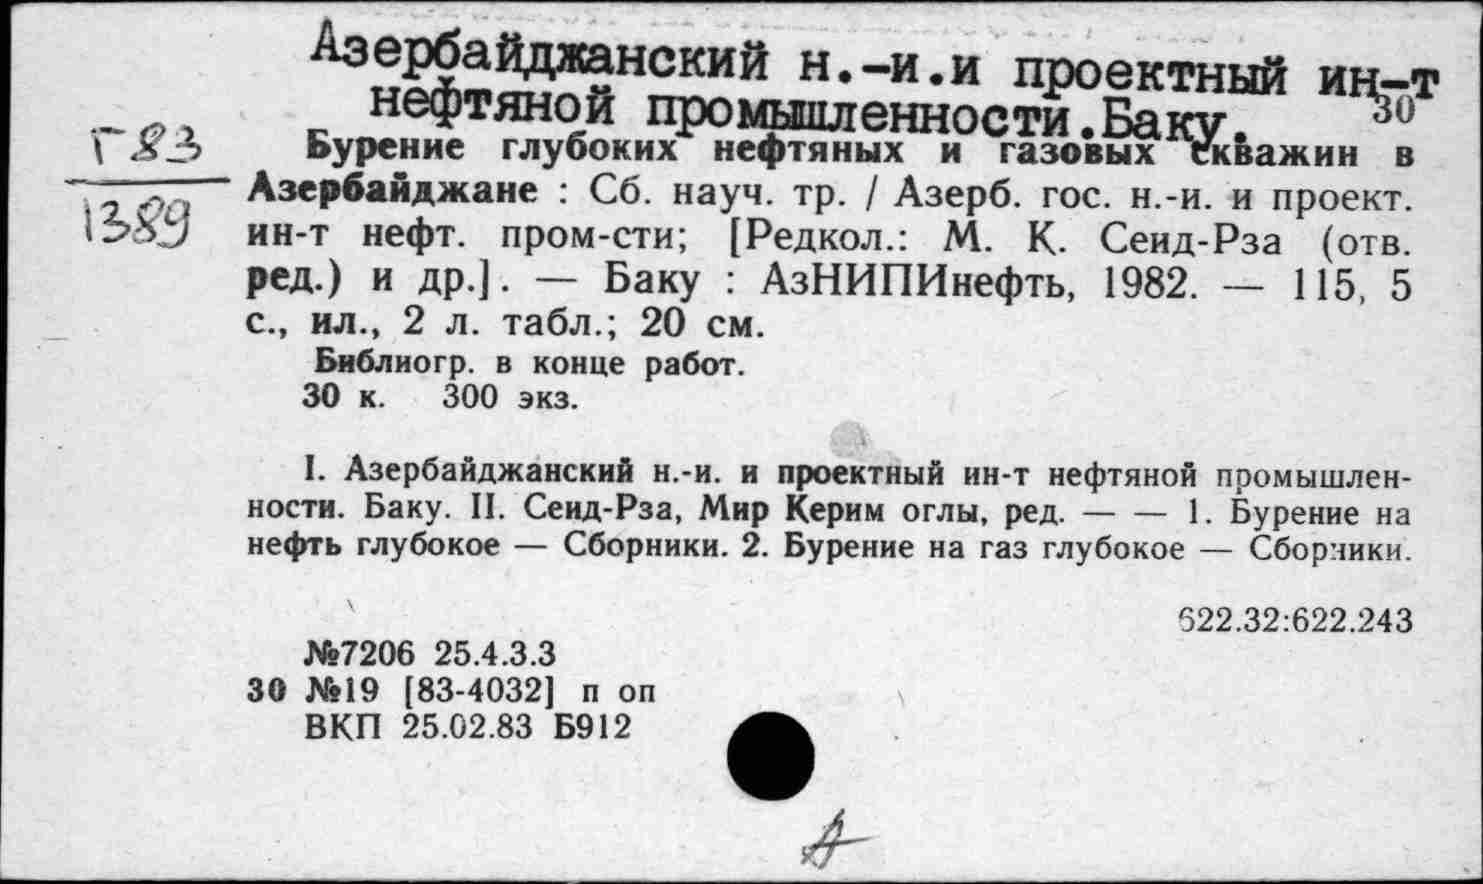 Азербайджанский н.-и.и проектный ин-т
нефтяной промышленности.Баку. 30
Г 83
1389
Бурение глубоких нефтяных и газовых скважин в
Азербайджане : Сб. науч. тр. / Азерб. гос. н.-и. и проект.
ин-т нефт. пром-сти; [Редкол.: М. К. Сеид-Рза (отв.
ред.) и др.]. — Баку : АзНИПИнефть, 1982. — 115, 5
с., ил., 2 л. табл.; 20 см.
Библиогр. в конце работ.
30 к. 300 экз.
I. Азербайджанский н.-и. и проектный ин-т нефтяной промышлен-
ности. Баку. II. Сеид-Рза, Мир Керим оглы, ред. — — 1. Бурение на
нефть глубокое — Сборники. 2. Бурение на газ глубокое — Сборники.
622.32:622.243
№7206 25.4.3.3
30 №19 [83-4032] п оп
ВКП 25.02.83 Б912